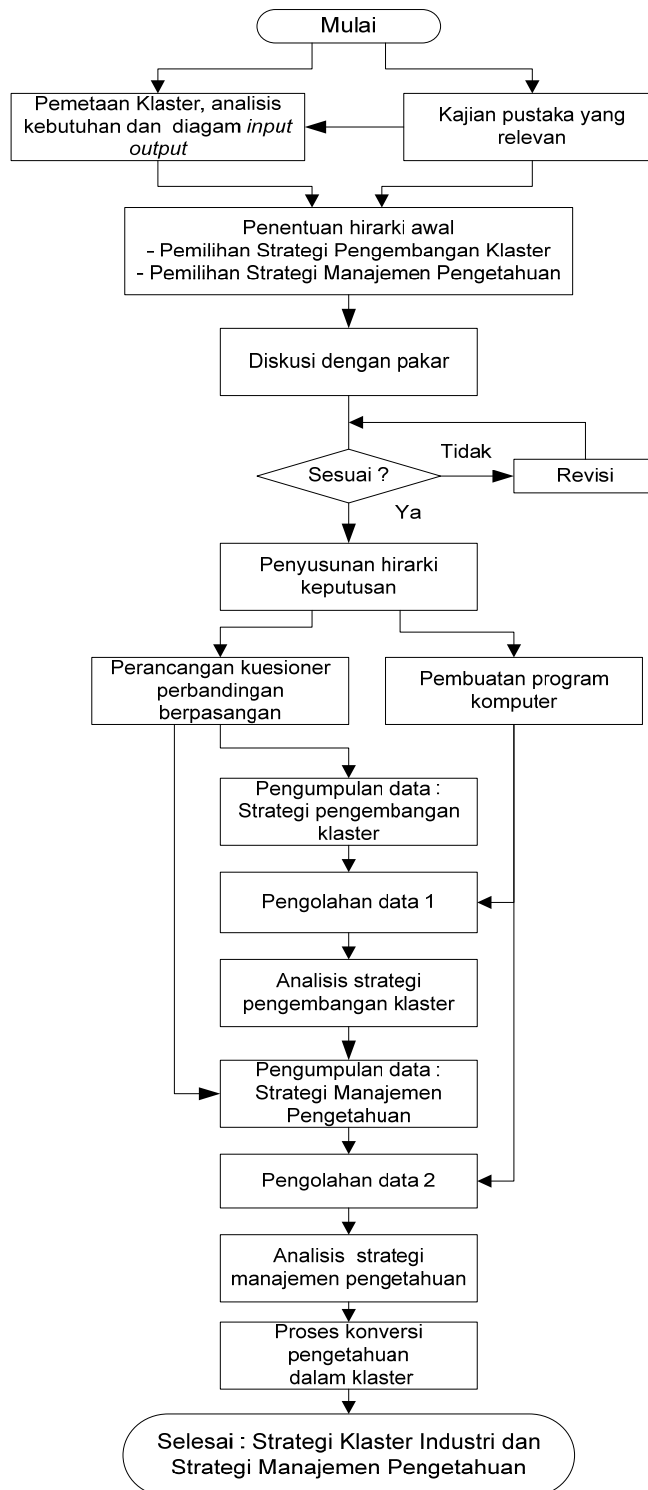 Mulai
Pemetaan Klaster, analisis
kebutuhan dan diagam input
output
Kajian pustaka yang
relevan
Penentuan hirarki awal
- Pemilihan Strategi Pengembangan Klaster
- Pemilihan Strategi Manajemen Pengetahuan
Diskusi dengan pakar
Sesuai ?
Tidak
Revisi
Ya
Penyusunan hirarki
keputusan
Perancangan kuesioner
perbandingan
berpasangan
Pembuatan program
komputer
Pengumpulan data :
Strategi pengembangan
klaster
Pengolahan data 1
Analisis strategi
pengembangan klaster
Pengumpulan data :
Strategi Manajemen
Pengetahuan
Pengolahan data 2
Analisis strategi
manajemen pengetahuan
Proses konversi
pengetahuan
dalam klaster
Selesai : Strategi Klaster Industri dan
Strategi Manajemen Pengetahuan